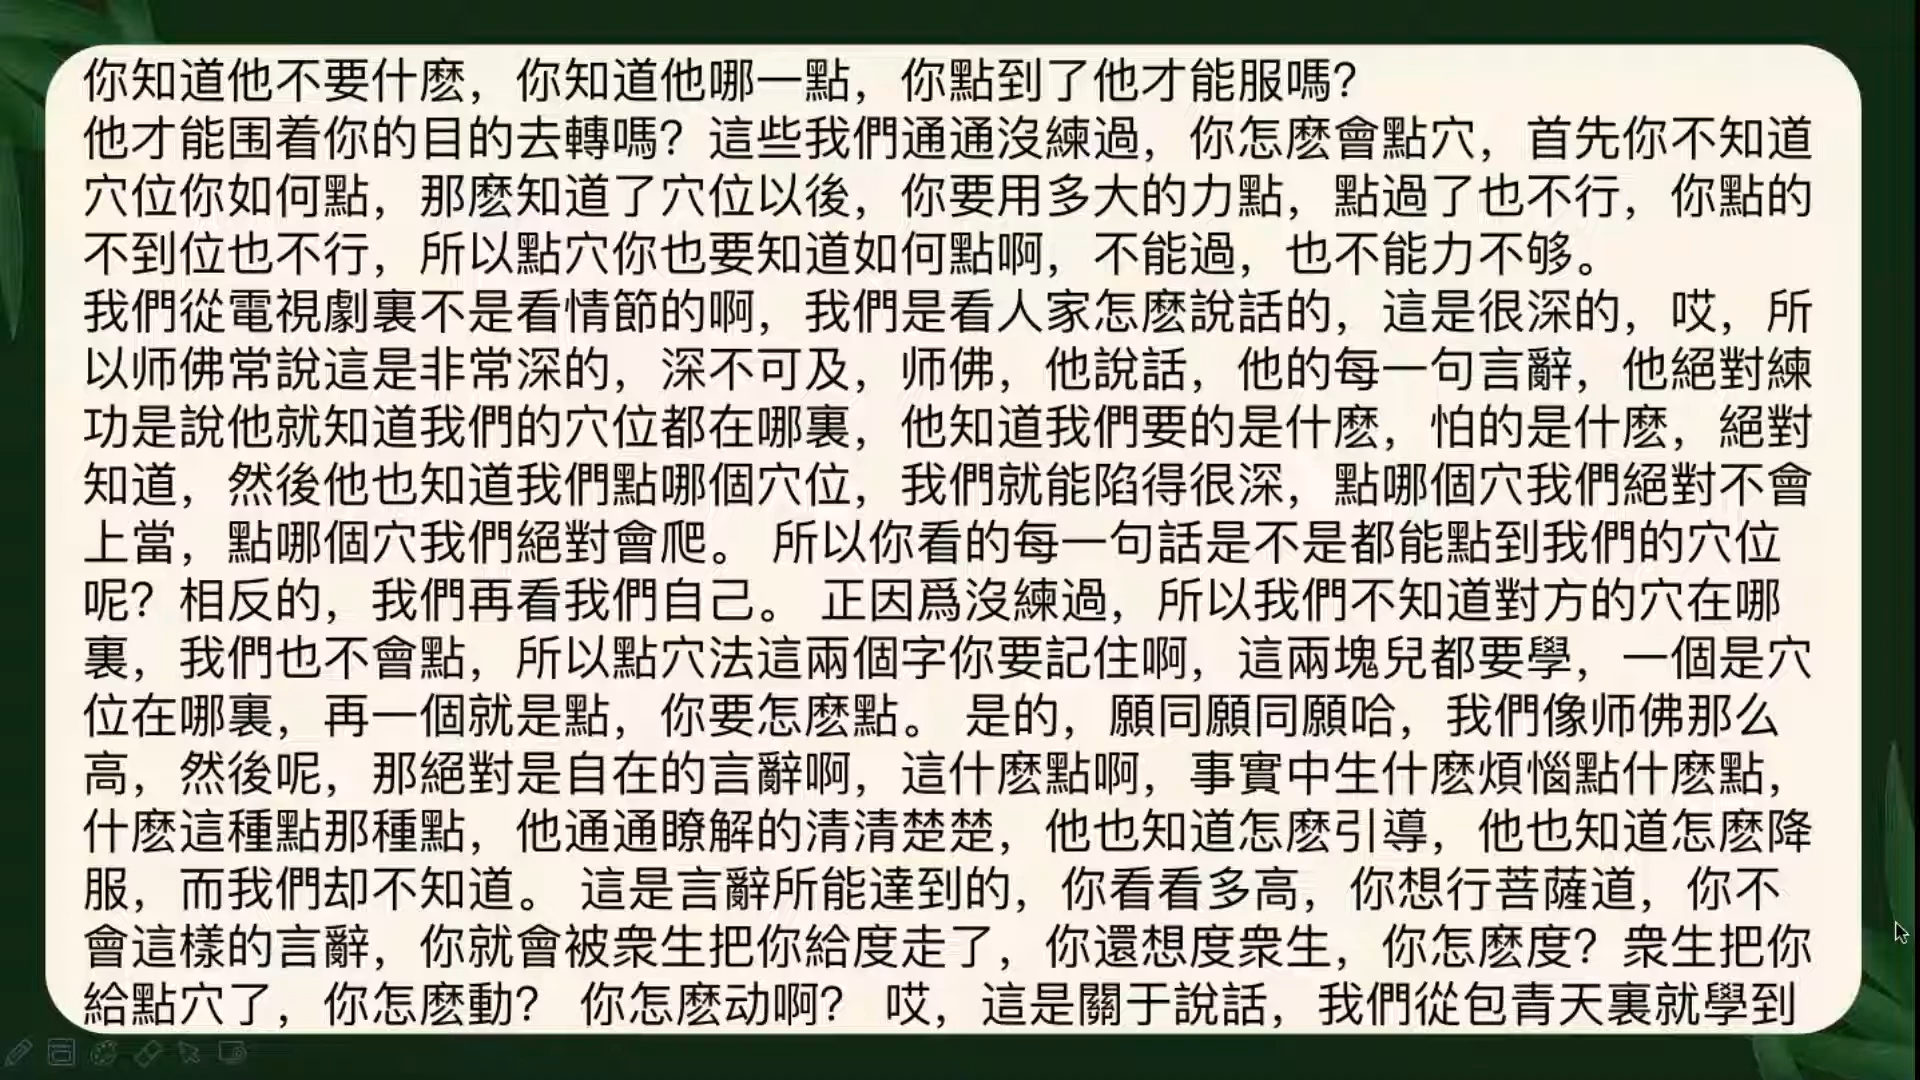 你知道他不要什麽，你知道他哪一點，你點到了他才能服嗎？
他才能围着你的目的去轉嗎？這些我們通通沒練過，你怎麽會點穴，首先你不知道
穴位你如何點，那麽知道了穴位以後，你要用多大的力點，點過了也不行，你點的
不到位也不行，所以點穴你也要知道如何點啊，不能過，也不能力不够。
我們從電視劇裏不是看情節的啊，我們是看人家怎麽說話的，這是很深的，哎，所
以师佛常說這是非常深的，深不可及，师佛，他說話，他的每一句言辭，他絕對練
功是說他就知道我們的穴位都在哪裏，他知道我們要的是什麽，怕的是什麽，絕對
知道，然後他也知道我們點哪個穴位，我們就能陷得很深，點哪個穴我們絕對不會
上當，點哪個穴我們絕對會爬。 所以你看的每一句話是不是都能點到我們的穴位
呢？相反的，我們再看我們自己。 正因爲沒練過，所以我們不知道對方的穴在哪
裏，我們也不會點，所以點穴法這兩個字你要記住啊，這兩塊兒都要學，一個是穴
位在哪裏，再一個就是點，你要怎麽點。 是的，願同願同願哈，我們像师佛那么
高，然後呢，那絕對是自在的言辭啊，這什麽點啊，事實中生什麽煩惱點什麽點，
什麽這種點那種點，他通通瞭解的清清楚楚，他也知道怎麽引導，他也知道怎麽降
服，而我們却不知道。 這是言辭所能達到的，你看看多高，你想行菩薩道，你不
會這樣的言辭，你就會被衆生把你給度走了，你還想度衆生，你怎麽度？衆生把你
給點穴了，你怎麽動？ 你怎麽动啊？ 哎，這是關于說話，我們從包青天裏就學到